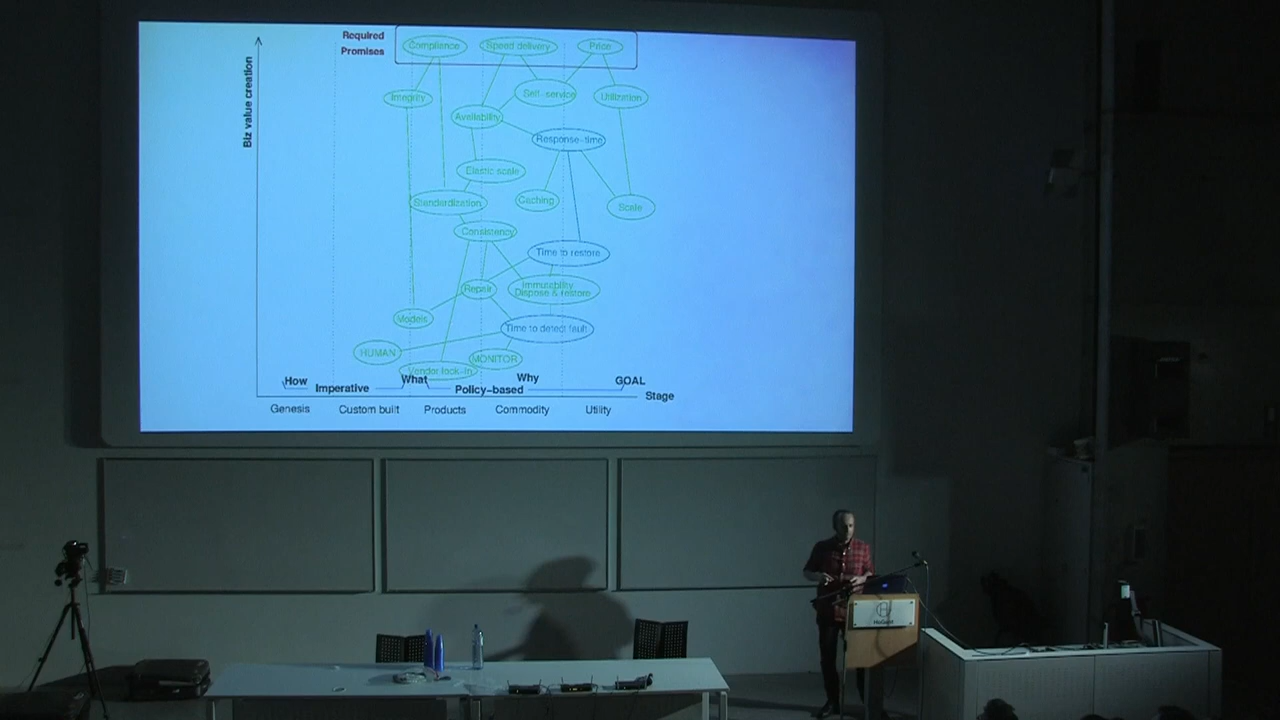 Required
Promises
Compliance
Speed delivery
Price
Integrity
Self-service
Utilization
Availability
Response-time
Elastic scale
Standardization
Caching
Scale
Consistency
Time to restore
Repair
Immutability
Dispose & restore
Models
Time to detect fault
HUMAN
MONITOR
Vendor lock-in
Biz value creation
How
Imperative
What
Policy-based
Why
GOAL
Stage
Genesis
Custom built
Products
Commodity
Utility